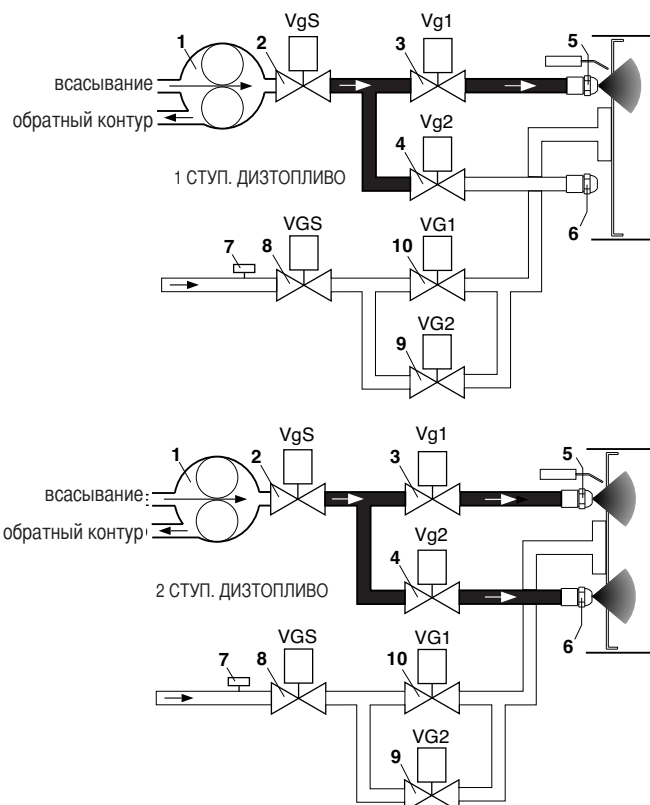 VgS Vg1
1 2 3 5
всасывание
обратный контур
Vg2
4
1 СТУП. ДИЗТОПЛИВО
6
7 8 VGS 10 VG1
VG2
9
VgS Vg1
1 2 3 5
всасывание
обратный контур
Vg2
4
2 СТУП. ДИЗТОПЛИВО
6
7 8 VGS 10 VG1
VG2
9